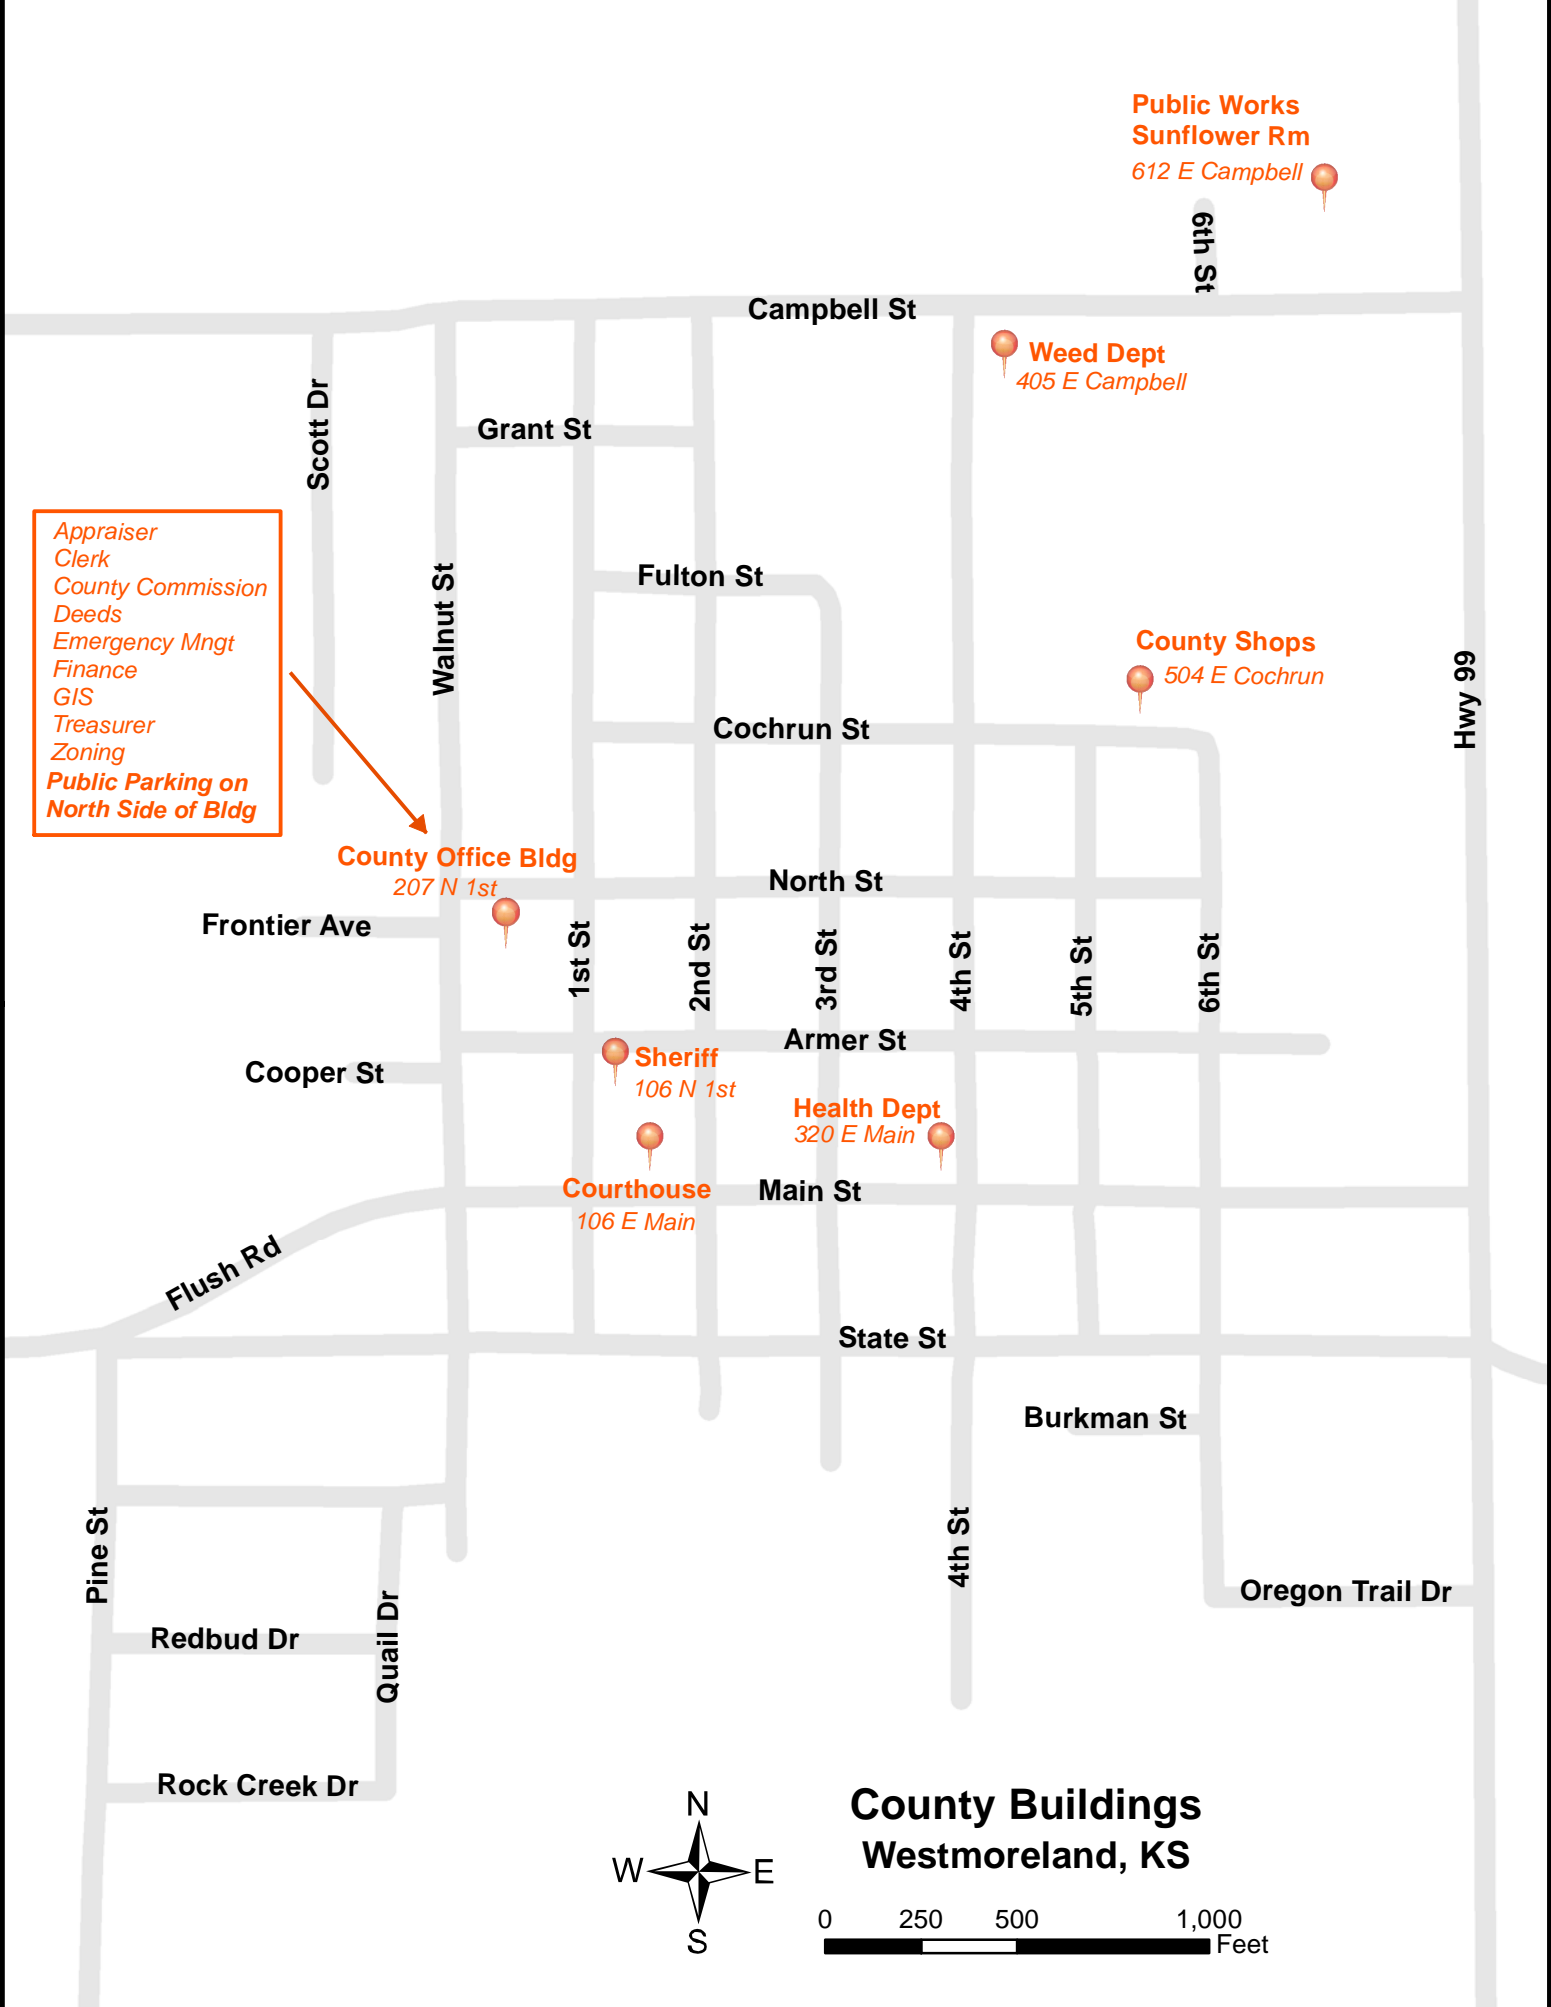 Public Works
Sunflower Rm
612 E Campbell
6th St
Campbell St
Weed Dept
405 E Campbell
Scott Dr
Grant St
Appraiser
Clerk
County Commission
Deeds
Emergency Mngt
Finance
GIS
Treasurer
Zoning
Public Parking on
North Side of Bldg
Walnut St
Fulton St
County Shops
504 E Cochrun
Hwy 99
Cochrun St
County Office Bldg
207 N 1st
North St
Frontier Ave
1st St
2nd St
3rd St
4th St
5th St
6th St
Armer St
Sheriff
106 N 1st
Cooper St
Health Dept
320 E Main
Courthouse
106 E Main
Main St
Flush Rd
State St
Burkman St
Pine St
4th St
Oregon Trail Dr
Redbud Dr
Quail Dr
Rock Creek Dr
N
W E
S
County Buildings
Westmoreland, KS
0 250 500 1,000
Feet